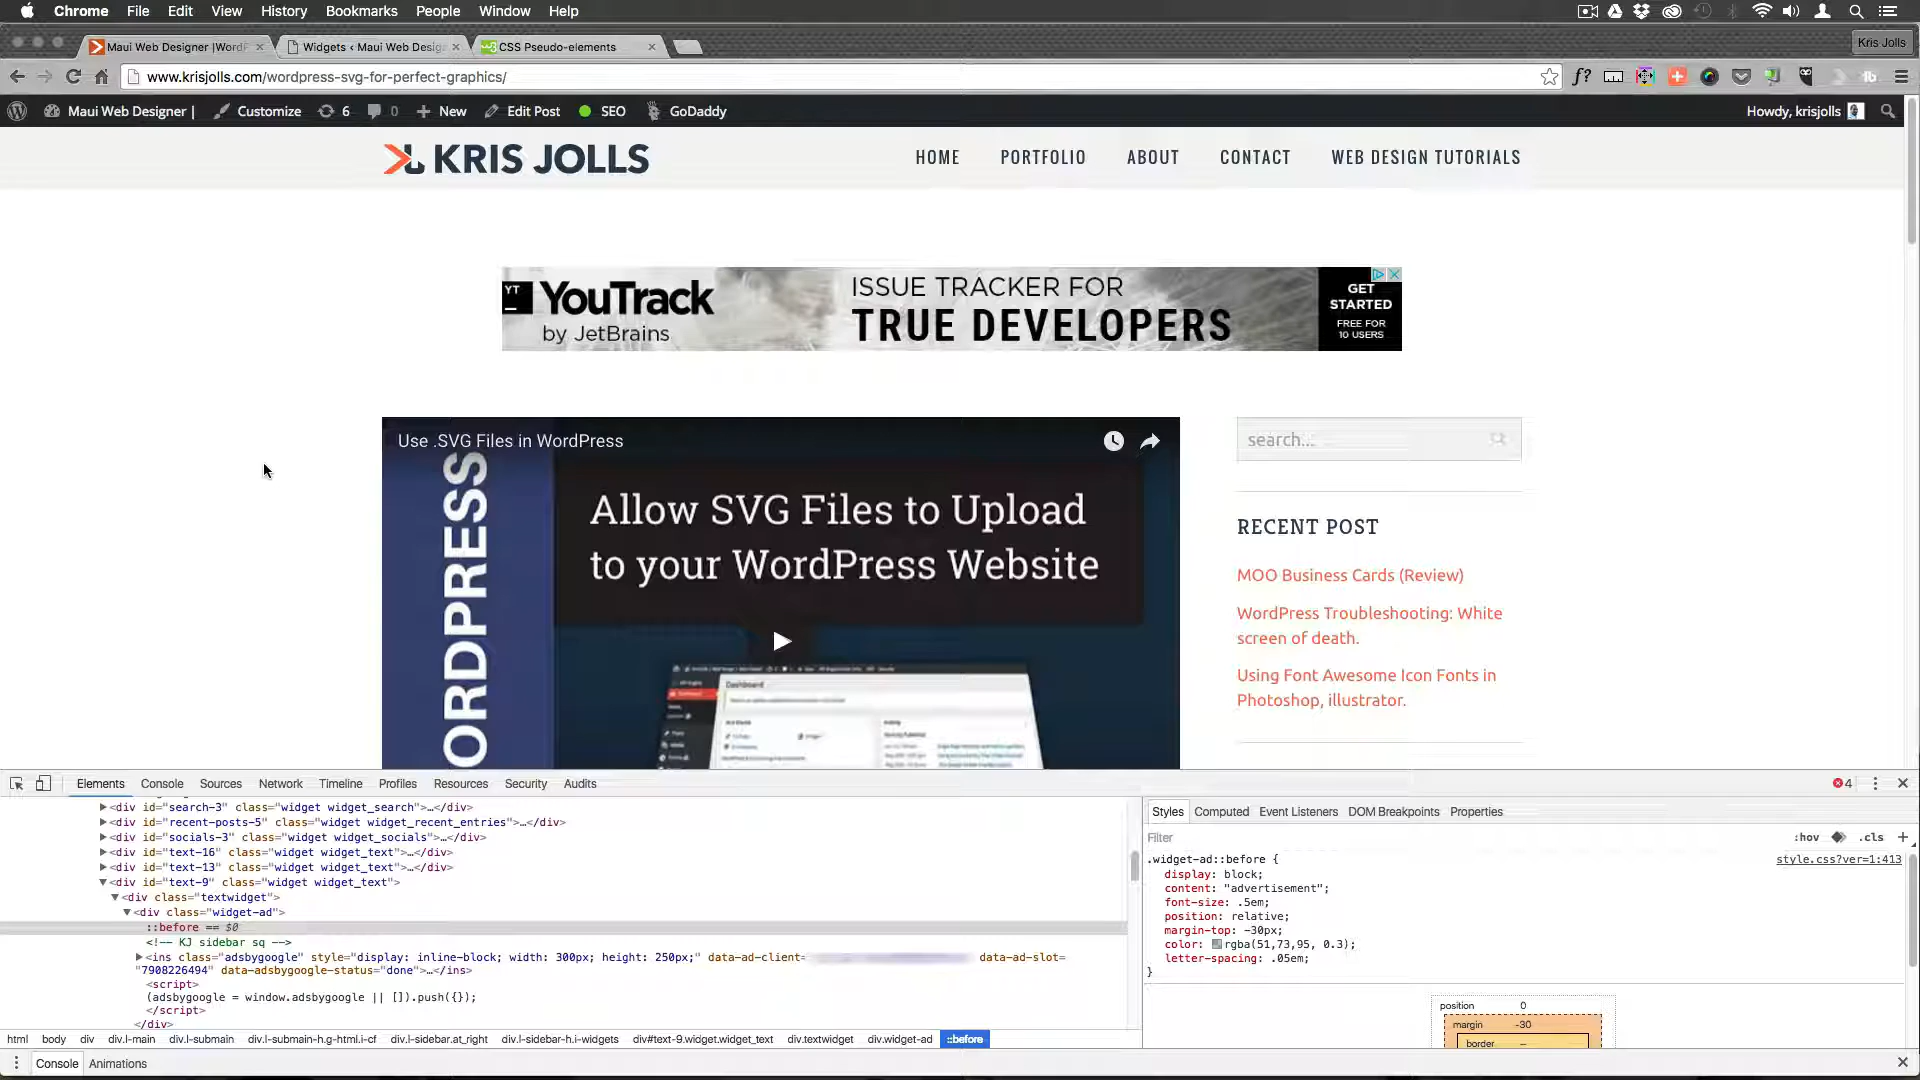 Chrome File Edit View History Bookmarks People Window Help
Maui Web Designer |WordP Widgets ‹ Maui Web Desig CSS Pseudo-elements Kris Jolls
www.krisjolls.com/wordpress-svg-for-perfect-graphics/
Maui Web Designer | Customize 6 0 New Edit Post SEO GoDaddy Howdy, krisjolls
KRIS JOLLS HOME PORTFOLIO ABOUT CONTACT WEB DESIGN TUTORIALS
YT YouTrack
by JetBrains
ISSUE TRACKER FOR
TRUE DEVELOPERS
GET
STARTED
FREE FOR
10 USERS
Use .SVG Files in WordPress
ORDPRESS
Allow SVG Files to Upload
to your WordPress Website
Dashboard
search...
RECENT POST
MOO Business Cards (Review)
WordPress Troubleshooting: White
screen of death.
Using Font Awesome Icon Fonts in
Photoshop, illustrator.
Elements Console Sources Network Timeline Profiles Resources Security Audits 4
<div id="search-3" class="widget widget_search">…</div>
<div id="recent-posts-5" class="widget widget_recent_entries">…</div>
<div id="socials-3" class="widget widget_socials">…</div>
<div id="text-16" class="widget widget_text">…</div>
<div id="text-13" class="widget widget_text">…</div>
<div id="text-9" class="widget widget_text">
<div class="textwidget">
<div class="widget-ad">
::before == $0
<!-- KJ sidebar sq -->
<ins class="adsbygoogle" style="display: inline-block; width: 300px; height: 250px;" data-ad-client= data-ad-slot=
"7908226494" data-adsbygoogle-status="done">…</ins>
<script>
(adsbygoogle = window.adsbygoogle || []).push({});
</script>
</div>
html body div div.l-main div.l-submain div.l-submain-h.g-html.i-cf div.l-sidebar.at_right div.l-sidebar-h.i-widgets div#text-9.widget.widget_text div.textwidget div.widget-ad ::before
Console Animations
Styles Computed Event Listeners DOM Breakpoints Properties
Filter :hov .cls +
.widget-ad::before { style.css?ver=1:413
display: block;
content: "advertisement";
font-size: .5em;
position: relative;
margin-top: -30px;
color: rgba(51,73,95, 0.3);
letter-spacing: .05em;
}
position 0
margin -30
border –